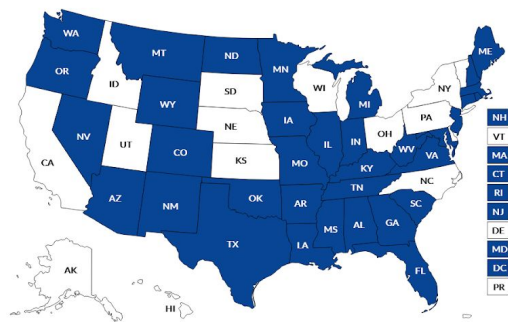 WA
MT
ND
MN
ME
OR
ID
SD
WI
NY
WY
MI
IA
NE
PA
NV
UT
CO
IL
IN
OH
CA
KS
MO
WV
VA
KY
NC
TN
AZ
NM
OK
AR
SC
MS
AL
GA
TX
LA
FL
AK
HI
NH
VT
MA
CT
RI
NJ
DE
MD
DC
PR